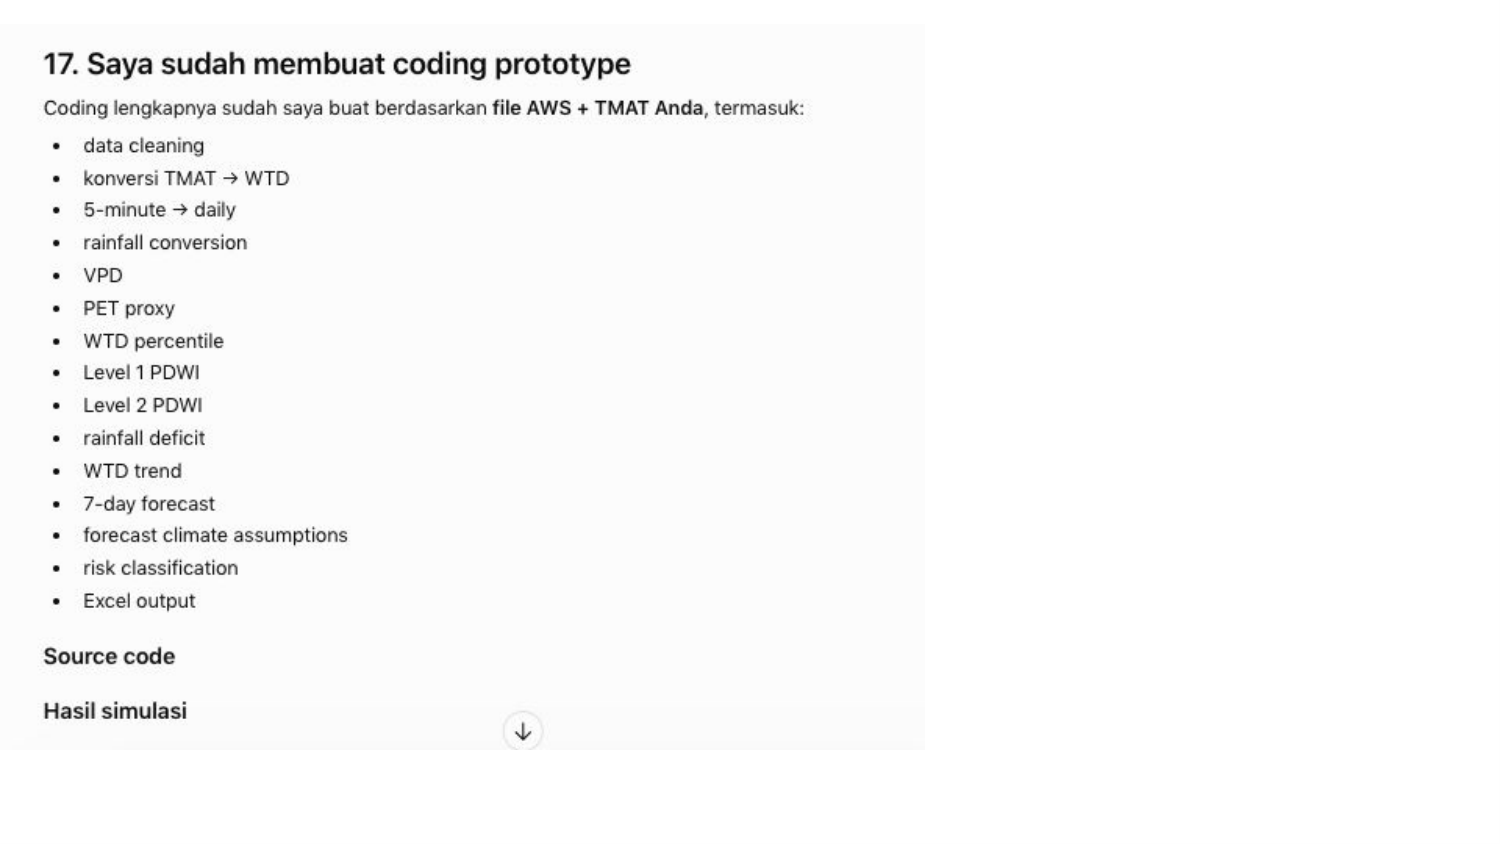 17. Saya sudah membuat coding prototype
Coding lengkapnya sudah saya buat berdasarkan file AWS + TMAT Anda, termasuk:
• data cleaning
• konversi TMAT → WTD
• 5-minute → daily
• rainfall conversion
• VPD
• PET proxy
• WTD percentile
• Level 1 PDWI
• Level 2 PDWI
• rainfall deficit
• WTD trend
• 7-day forecast
• forecast climate assumptions
• risk classification
• Excel output
Source code
Hasil simulasi